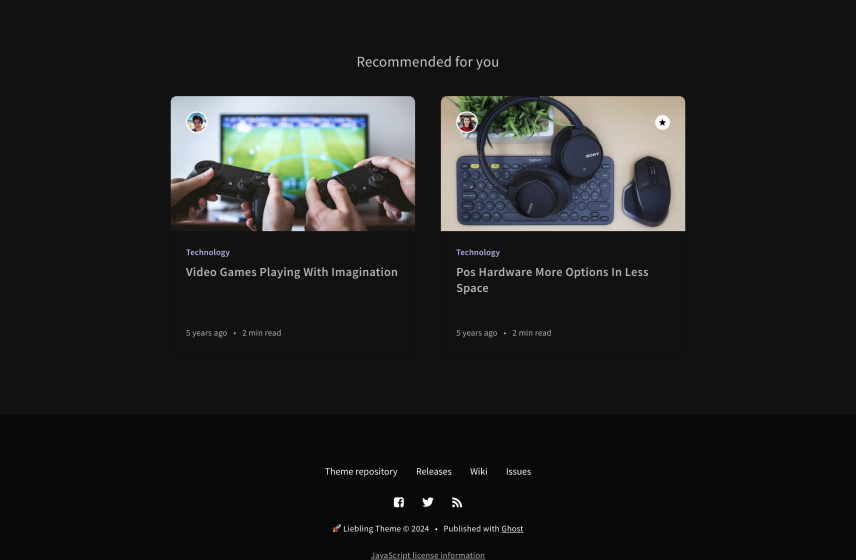 Recommended for you
SONY
SONY
Technology
Video Games Playing With Imagination
5 years ago • 2 min read
Technology
Pos Hardware More Options In Less
Space
5 years ago • 2 min read
Theme repository Releases Wiki Issues
🚀 Liebling Theme © 2024 • Published with Ghost
JavaScript license information